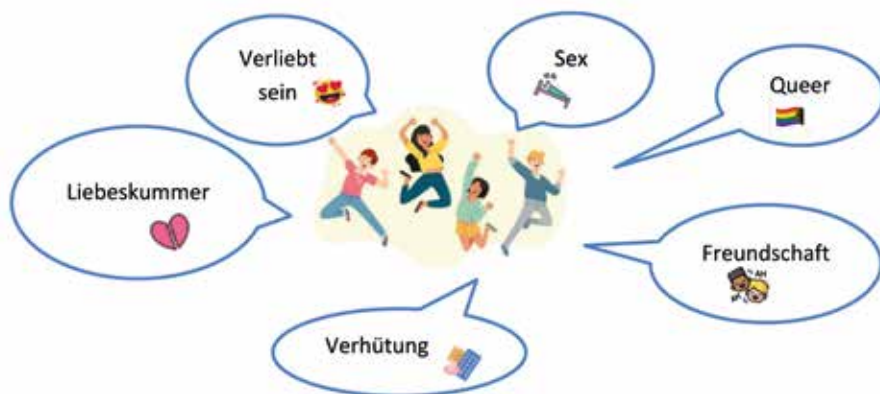 Verliebt
sein
Sex
Queer
Liebeskummer
Freundschaft
Verhütung